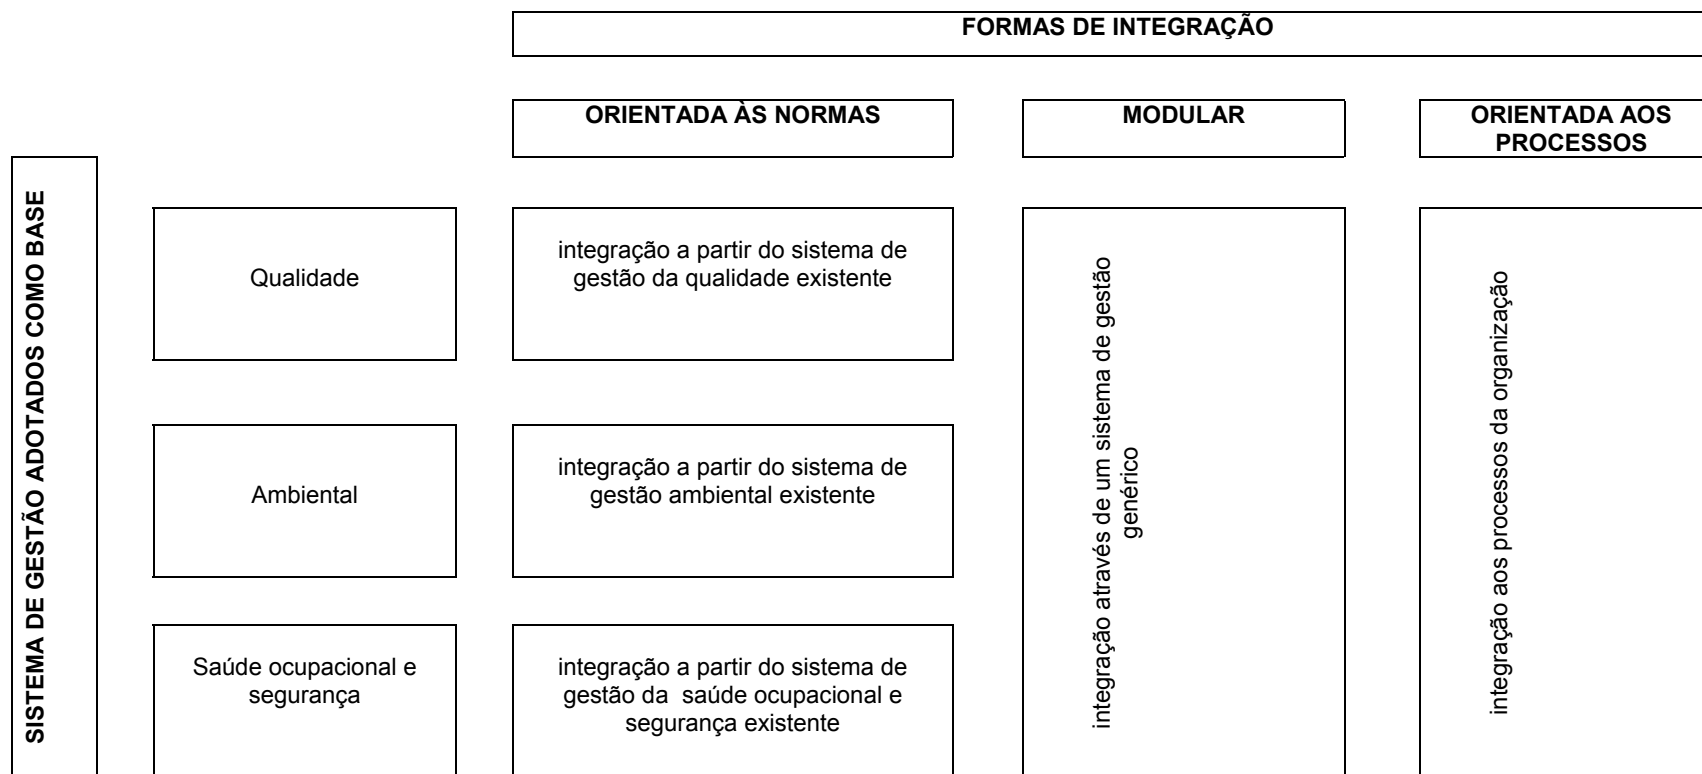 FORMAS DE INTEGRAÇÃO
ORIENTADA ÀS NORMAS
MODULAR
ORIENTADA AOS
PROCESSOS
SISTEMA DE GESTÃO ADOTADOS COMO BASE
Qualidade
integração a partir do sistema de
gestão da qualidade existente
integração através de um sistema de gestão
genérico
integração aos processos da organização
Ambiental
integração a partir do sistema de
gestão ambiental existente
Saúde ocupacional e
segurança
integração a partir do sistema de
gestão da  saúde ocupacional e
segurança existente